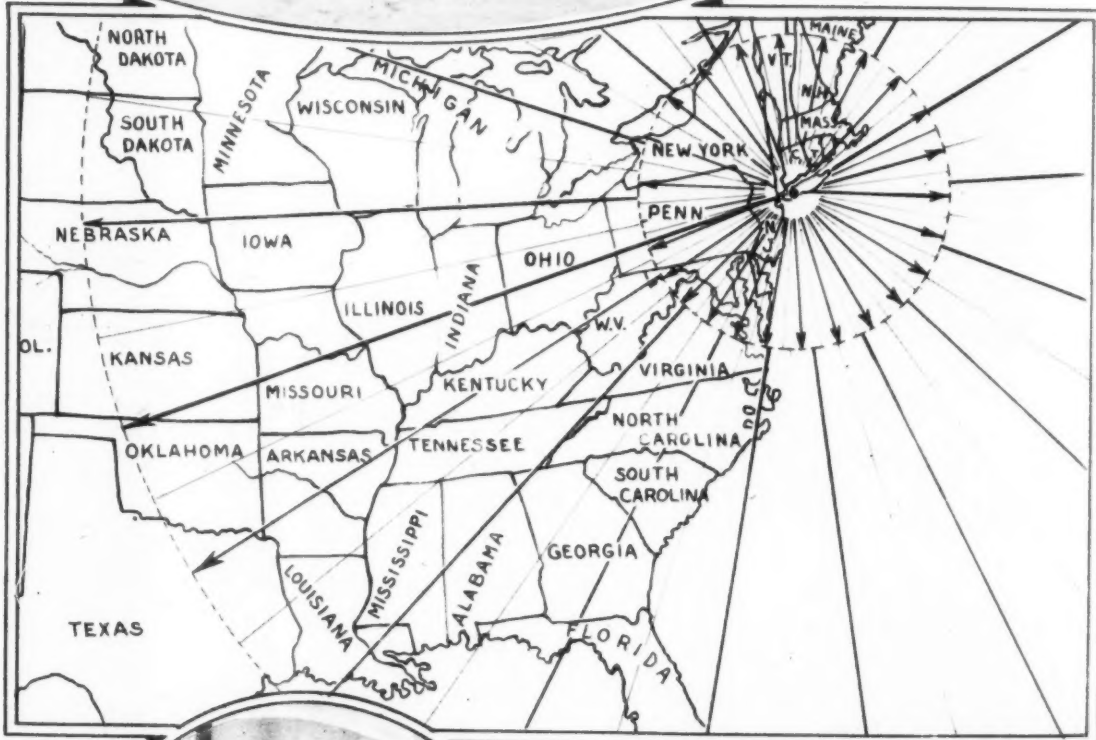 NORTH
DAKOTA
SOUTH
DAKOTA
MINNESOTA
WISCONSIN
MICHIGAN
MAINE
VT.
N.H.
MASS.
C.T.
NEW YORK
PENN
N.J.
NEBRASKA
IOWA
ILLINOIS
INDIANA
OHIO
W.V.
VIRGINIA
OL.
KANSAS
MISSOURI
KENTUCKY
OKLAHOMA
ARKANSAS
TENNESSEE
NORTH
CAROLINA
SOUTH
CAROLINA
TEXAS
LOUISIANA
MISSISSIPPI
ALABAMA
GEORGIA
FLORIDA